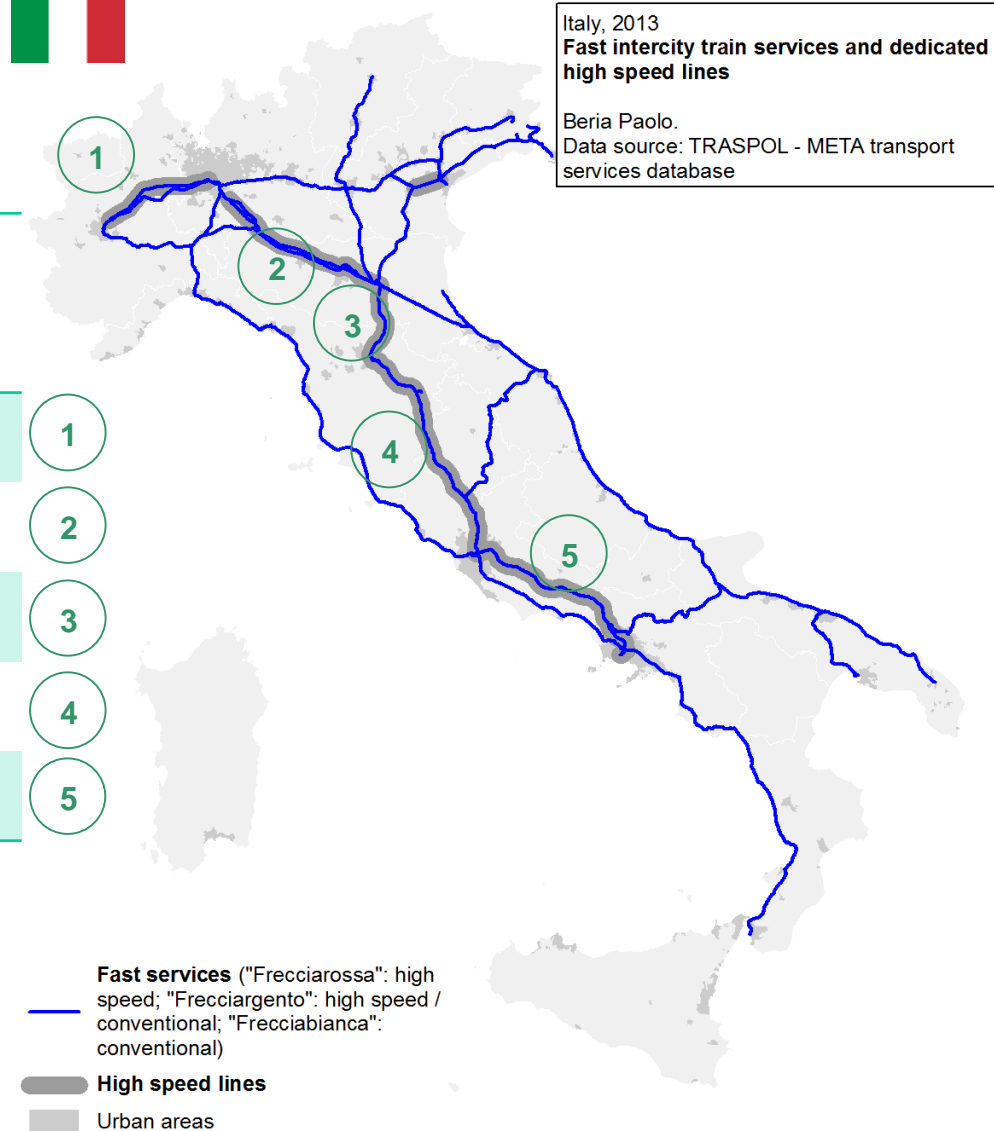 Italy, 2013
Fast intercity train services and dedicated
high speed lines
Beria Paolo.
Data source: TRASPOL - META transport
services database
1
2
3
4
5
1
2
3
4
5
Fast services ("Frecciarossa": high
speed; "Frecciargento": high speed /
conventional; "Frecciabianca":
conventional)
High speed lines
Urban areas